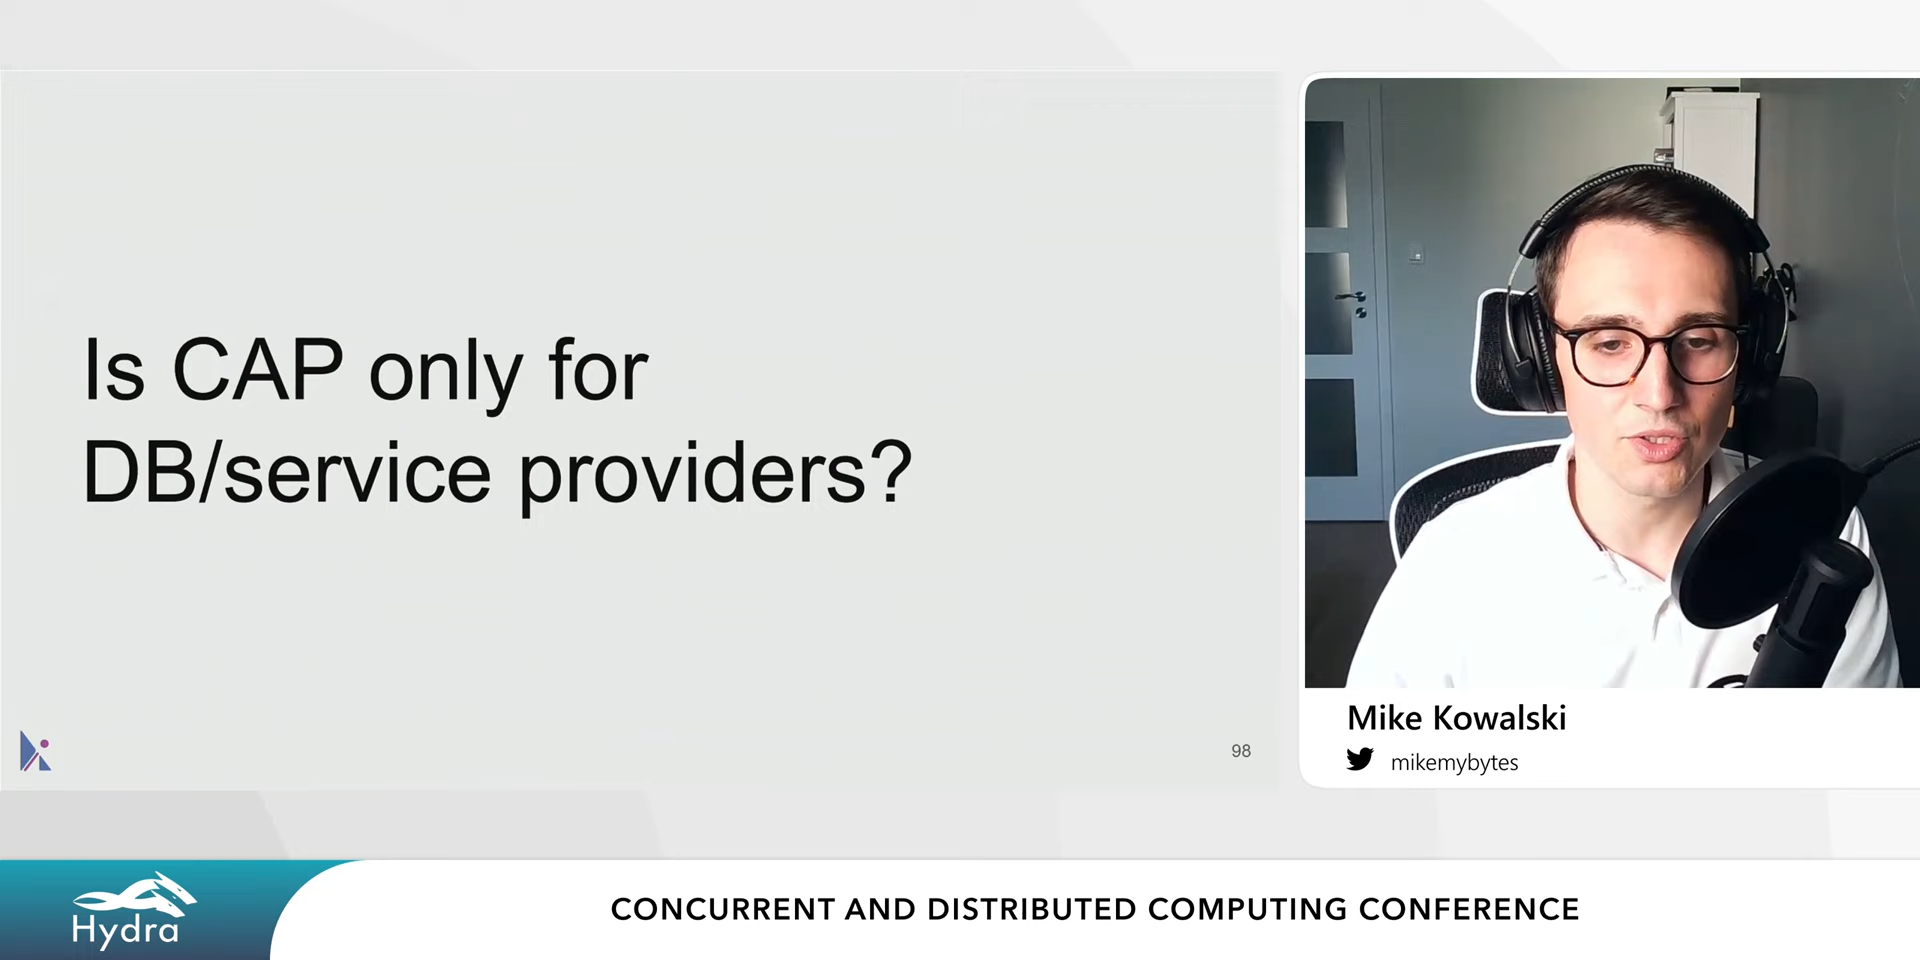 Is CAP only for
DB/service providers?
98
Mike Kowalski
mikemybytes
Hydra
CONCURRENT AND DISTRIBUTED COMPUTING CONFERENCE